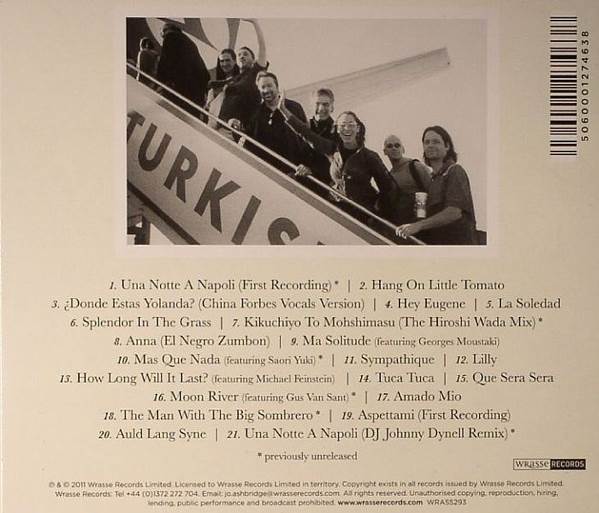 TURKIS
5060001274638
1. Una Notte A Napoli (First Recording) * | 2. Hang On Little Tomato
3. ¿Donde Estas Yolanda? (China Forbes Vocals Version) | 4. Hey Eugene | 5. La Soledad
6. Splendor In The Grass | 7. Kikuchiyo To Mohshimasu (The Hiroshi Wada Mix) *
8. Anna (El Negro Zumbon) | 9. Ma Solitude (featuring Georges Moustaki)
10. Mas Que Nada (featuring Saori Yuki) * | 11. Sympathique | 12. Lilly
13. How Long Will It Last? (featuring Michael Feinstein) | 14. Tuca Tuca | 15. Que Sera Sera
16. Moon River (featuring Gus Van Sant) * | 17. Amado Mio
18. The Man With The Big Sombrero * | 19. Aspettami (First Recording)
20. Auld Lang Syne | 21. Una Notte A Napoli (DJ Johnny Dynell Remix) *
* previously unreleased
wrasse RECORDS
℗ & © 2011 Wrasse Records Limited. Licensed to Wrasse Records Limited in territory. Copyright exists in all records issued by Wrasse Records Limited.
Wrasse Records: Tel +44 (0)1372 272 704. Email: jo.ashbridge@wrasserecords.com. All rights reserved. Unauthorised copying, reproduction, hiring,
lending, public performance and broadcast prohibited. www.wrasserecords.com WRASS293